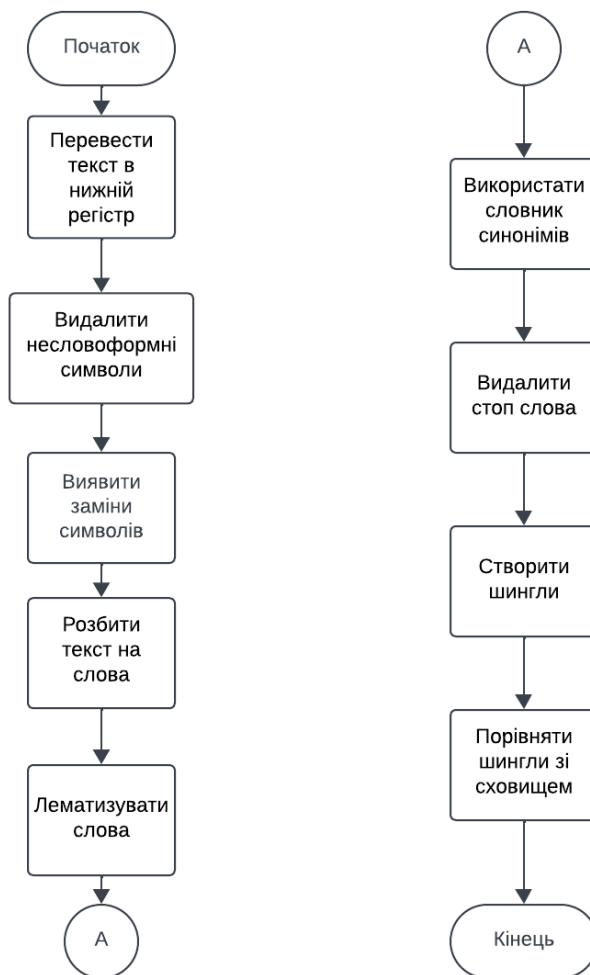 Початок
Перевести
текст в
нижній
регістр
Видалити
несловоформні
символи
Виявити
заміни
символів
Розбити
текст на
слова
Лематизувати
слова
А
А
Використати
словник
синонімів
Видалити
стоп слова
Створити
шингли
Порівняти
шингли зі
сховищем
Кінець